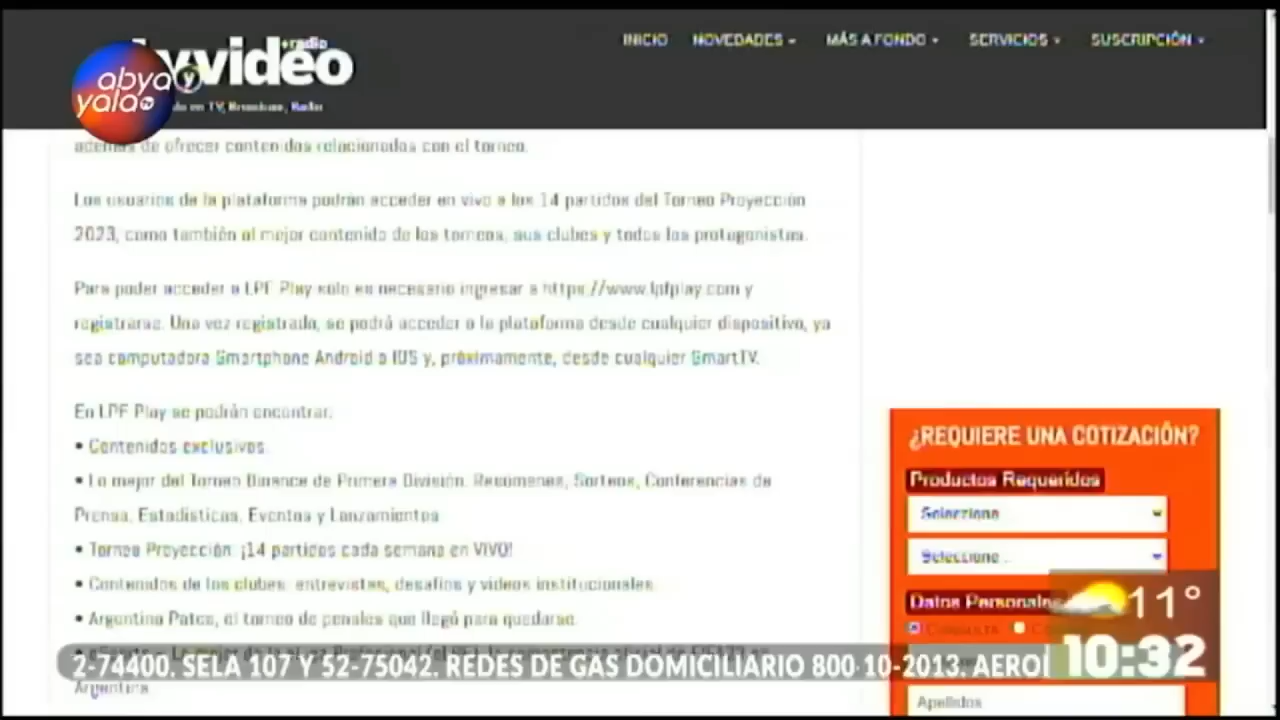 INICIO NOVEDADES MÁS A FONDO SERVICIOS SUSCRIPCIÓN
+radio
yvideo
abya yala tv
en TV, Broadcast, Radio
además de ofrecer contenidos relacionados con el torneo.
Los usuarios de la plataforma podrán acceder en vivo a los 14 partidos del Torneo Proyección
2023, como también al mejor contenido de los torneos, sus clubes y todos los protagonistas.
Para poder acceder a LPF Play sólo es necesario ingresar a https://www.lpfplay.com y
registrarse. Una vez registrado, se podrá acceder a la plataforma desde cualquier dispositivo, ya
sea computadora Smartphone Android o IOS y, próximamente, desde cualquier SmartTV.
En LPF Play se podrán encontrar:
• Contenidos exclusivos.
• Lo mejor del Torneo Binance de Primera División. Resúmenes, Sorteos, Conferencias de
Prensa, Estadísticas, Eventos y Lanzamientos
• Torneo Proyección: ¡14 partidos cada semana en VIVO!
• Contenidos de los clubes: entrevistas, desafíos y videos institucionales.
• Argentina Patea, el torneo de penales que llegó para quedarse.
Argentina.
¿REQUIERE UNA COTIZACIÓN?
Productos Requeridos
Seleccione
Seleccione...
Datos Personales
Apellidos
11°
10:32
2-74400. SELA 107 Y 52-75042. REDES DE GAS DOMICILIARIO 800-10-2013. AERO